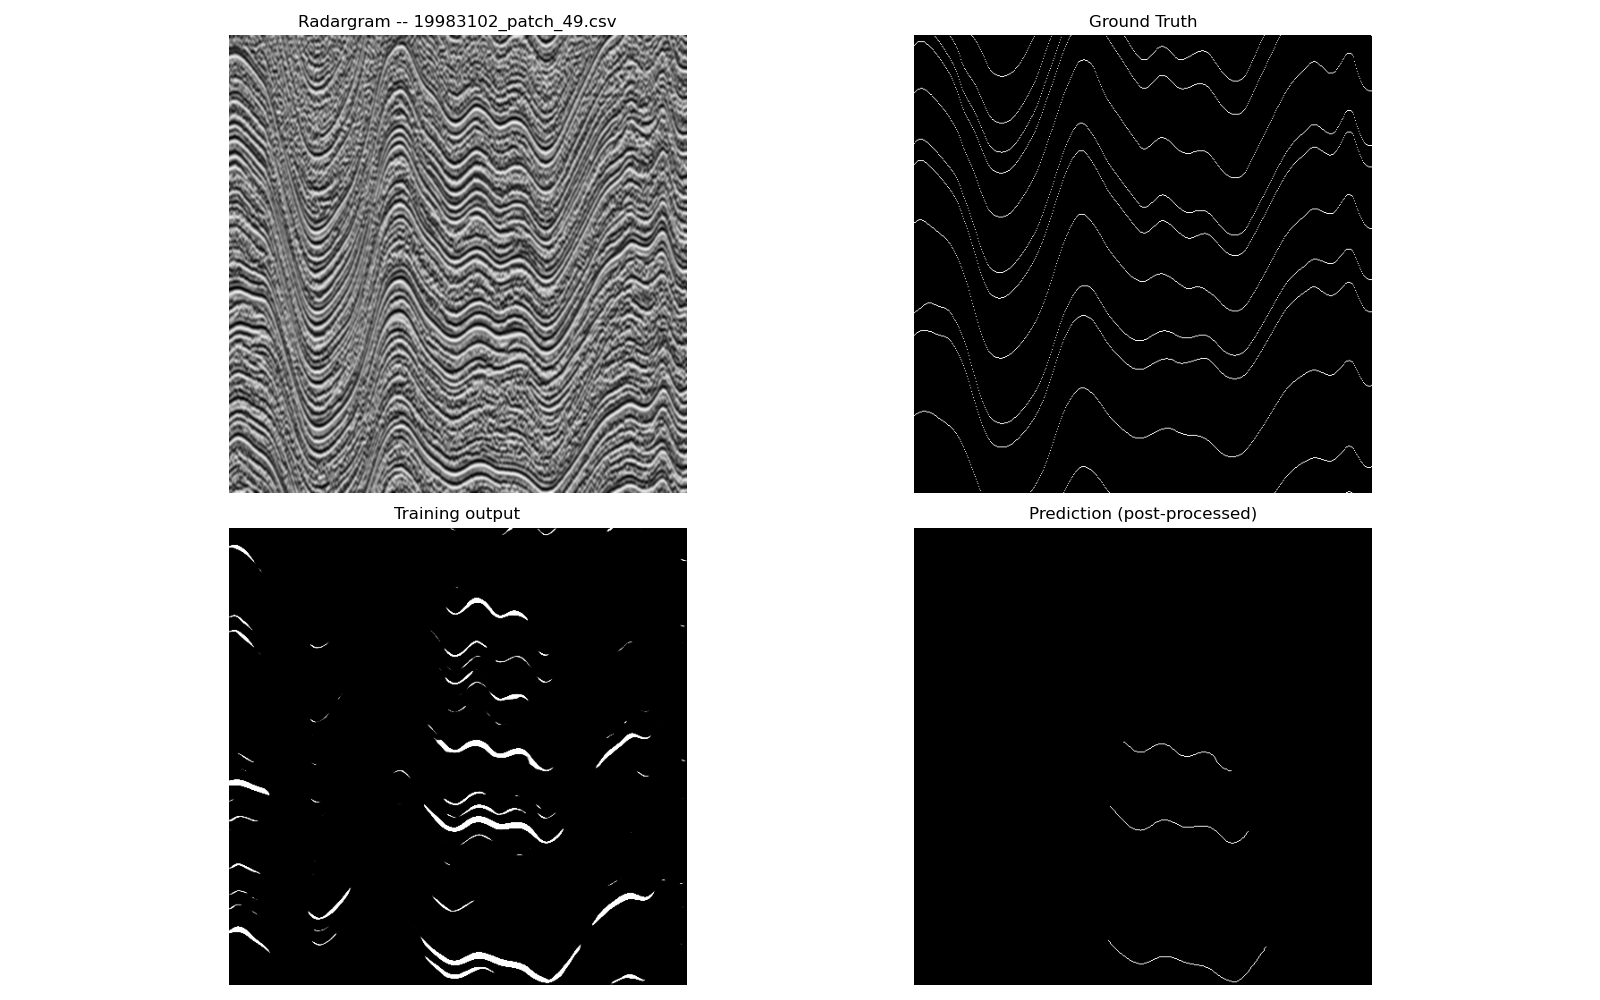 Radargram -- 19983102_patch_49.csv
Ground Truth
Training output
Prediction (post-processed)